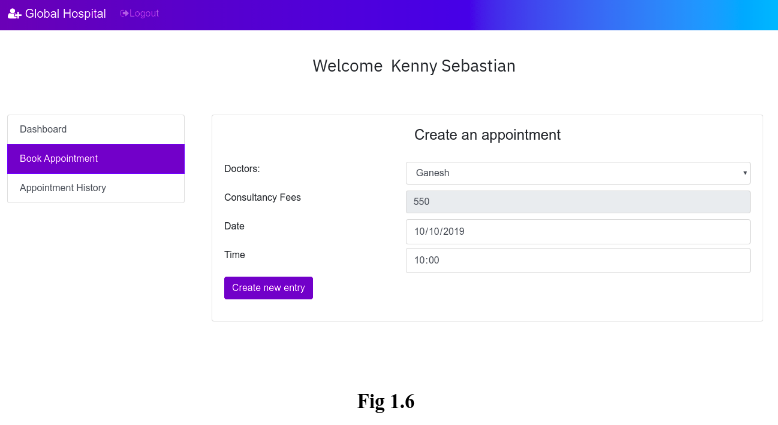 Global Hospital Logout
Welcome Kenny Sebastian
Dashboard
Book Appointment
Appointment History
Create an appointment
Doctors: Ganesh
Consultancy Fees 550
Date 10/10/2019
Time 10:00
Create new entry
Fig 1.6